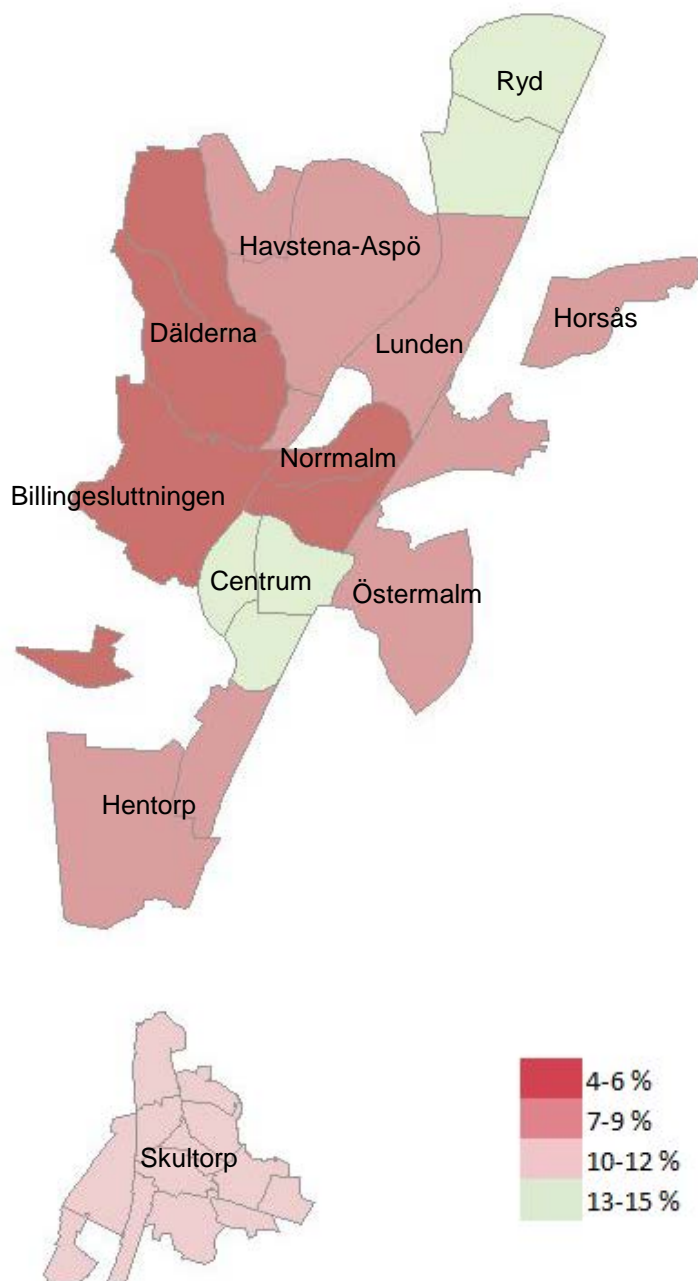 Ryd
Havstena-Aspö
Horsås
Dälderna
Lunden
Norrmalm
Billingesluttningen
Centrum
Östermalm
Hentorp
Skultorp
4-6 %
7-9 %
10-12 %
13-15 %